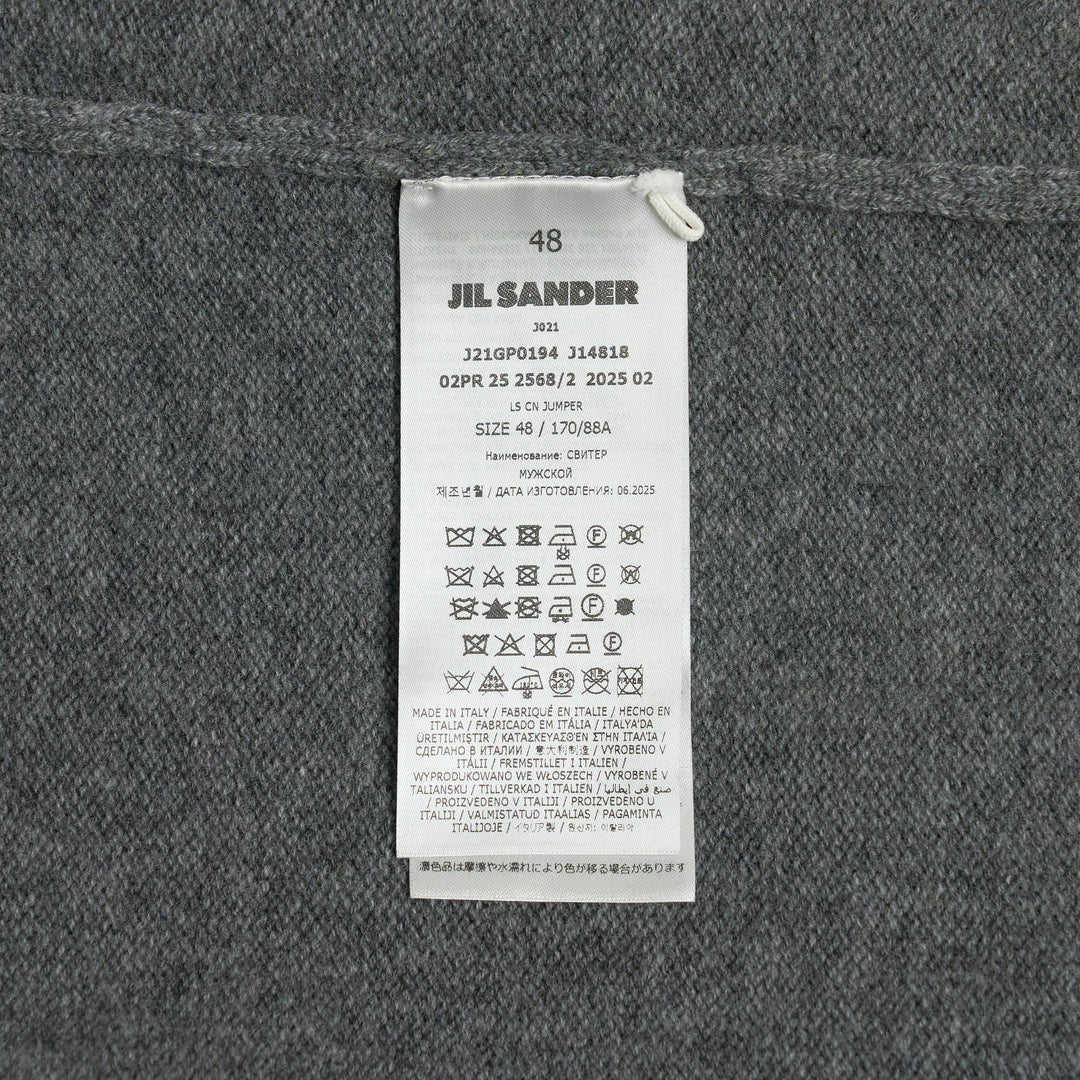 48
JIL SANDER
J021
J21GP0194 J14818
02PR 25 2568/2 2025 02
LS CN JUMPER
SIZE 48 / 170/88A
Наименование: СВИТЕР
МУЖСКОЙ
제조년월 / ДАТА ИЗГОТОВЛЕНИЯ: 06.2025
MADE IN ITALY / FABRIQUÉ EN ITALIE / HECHO EN
ITALIA / FABRICADO EM ITÁLIA / ITALYA'DA
ÜRETILMIŞTIR / ΚΑΤΑΣΚΕΥΑΣΘΈΝ ΣΤΗΝ ΙΤΑΛΊΑ /
СДЕЛАНО В ИТАЛИИ / 意大利制造 / VYROBENO V
ITÁLII / FREMSTILLET I ITALIEN /
WYPRODUKOWANO WE WŁOSZECH / VYROBENÉ V
TALIANSKU / TILLVERKAD I ITALIEN / صنع في إيطاليا
/ PROIZVEDENO V ITALIJI / PROIZVEDENO U
ITALIJI / VALMISTATUD ITAALIAS / PAGAMINTA
ITALIJOJE / イタリア製 / 원산지: 이탈리아
濃色品は摩擦や水濡れにより色が移る場合があります